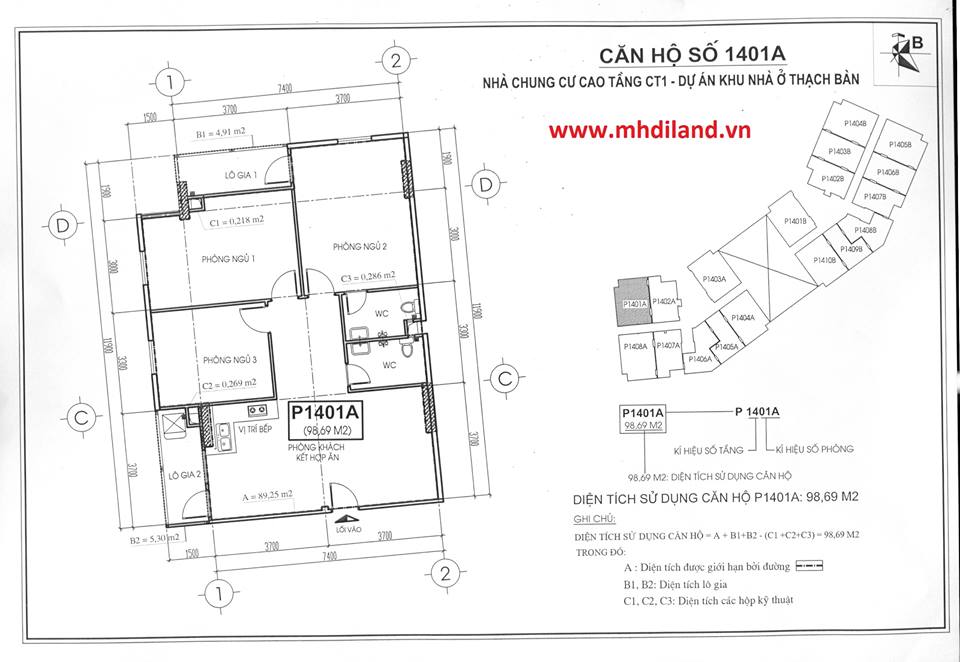 CĂN HỘ SỐ 1401A
NHÀ CHUNG CƯ CAO TẦNG CT1 - DỰ ÁN KHU NHÀ Ở THẠCH BÀN
www.mhdiland.vn
B
1
2
7400
3700
3700
1500
B1 = 4,91 m2
LÔ GIA 1
1900
1900
D
D
C1 = 0,218 m2
PHÒNG NGỦ 1
PHÒNG NGỦ 2
C3 = 0,286 m2
3000
3000
WC
11900
11900
3300
3300
PHÒNG NGỦ 3
WC
C2 = 0,269 m2
C
C
P1401A
(98,69 M2)
VỊ TRÍ BẾP
PHÒNG KHÁCH
KẾT HỢP ĂN
3700
3700
LÔ GIA 2
A = 89,25 m2
LỐI VÀO
B2 = 5,30 m2
1500
3700
3700
7400
1
2
P1404B
P1403B
P1402B
P1405B
P1406B
P1407B
P1401B
P1408B
P1409B
P1410B
P1403A
P1401A
P1402A
P1404A
P1408A
P1407A
P1405A
P1406A
P1401A
98,69 M2
P 1401A
KÍ HIỆU SỐ TẦNG
KÍ HIỆU SỐ PHÒNG
98,69 M2: DIỆN TÍCH SỬ DỤNG CĂN HỘ
DIỆN TÍCH SỬ DỤNG CĂN HỘ P1401A: 98,69 M2
GHI CHÚ:
DIỆN TÍCH SỬ DỤNG CĂN HỘ = A + B1+B2 - (C1 +C2+C3) = 98,69 M2
TRONG ĐÓ:
A : Diện tích được giới hạn bởi đường
B1, B2: Diện tích lô gia
C1, C2, C3: Diện tích các hộp kỹ thuật